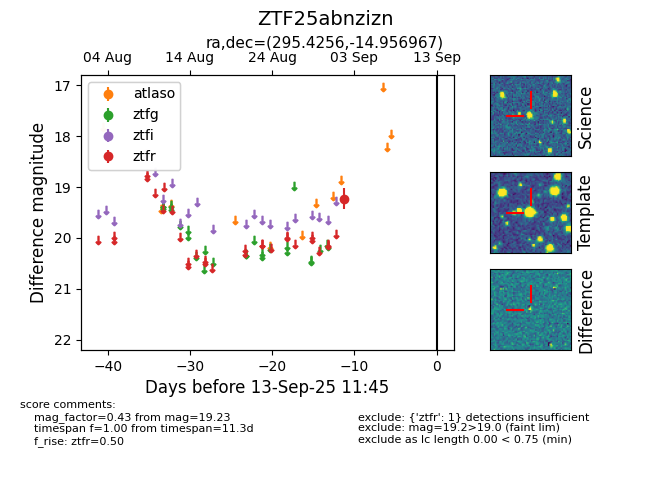 ZTF25abnzizn
ra,dec=(295.4256,-14.956967)
04 Aug 14 Aug 24 Aug 03 Sep 13 Sep
17
18
19
20
21
22
Difference magnitude
atlaso
ztfg
ztfi
ztfr
−40 −30 −20 −10 0
Days before 13-Sep-25 11:45
Science
Template
Difference
score comments:
mag_factor=0.43 from mag=19.23
timespan f=1.00 from timespan=11.3d
f_rise: ztfr=0.50
exclude: {'ztfr': 1} detections insufficient
exclude: mag=19.2>19.0 (faint lim)
exclude as lc length 0.00 < 0.75 (min)